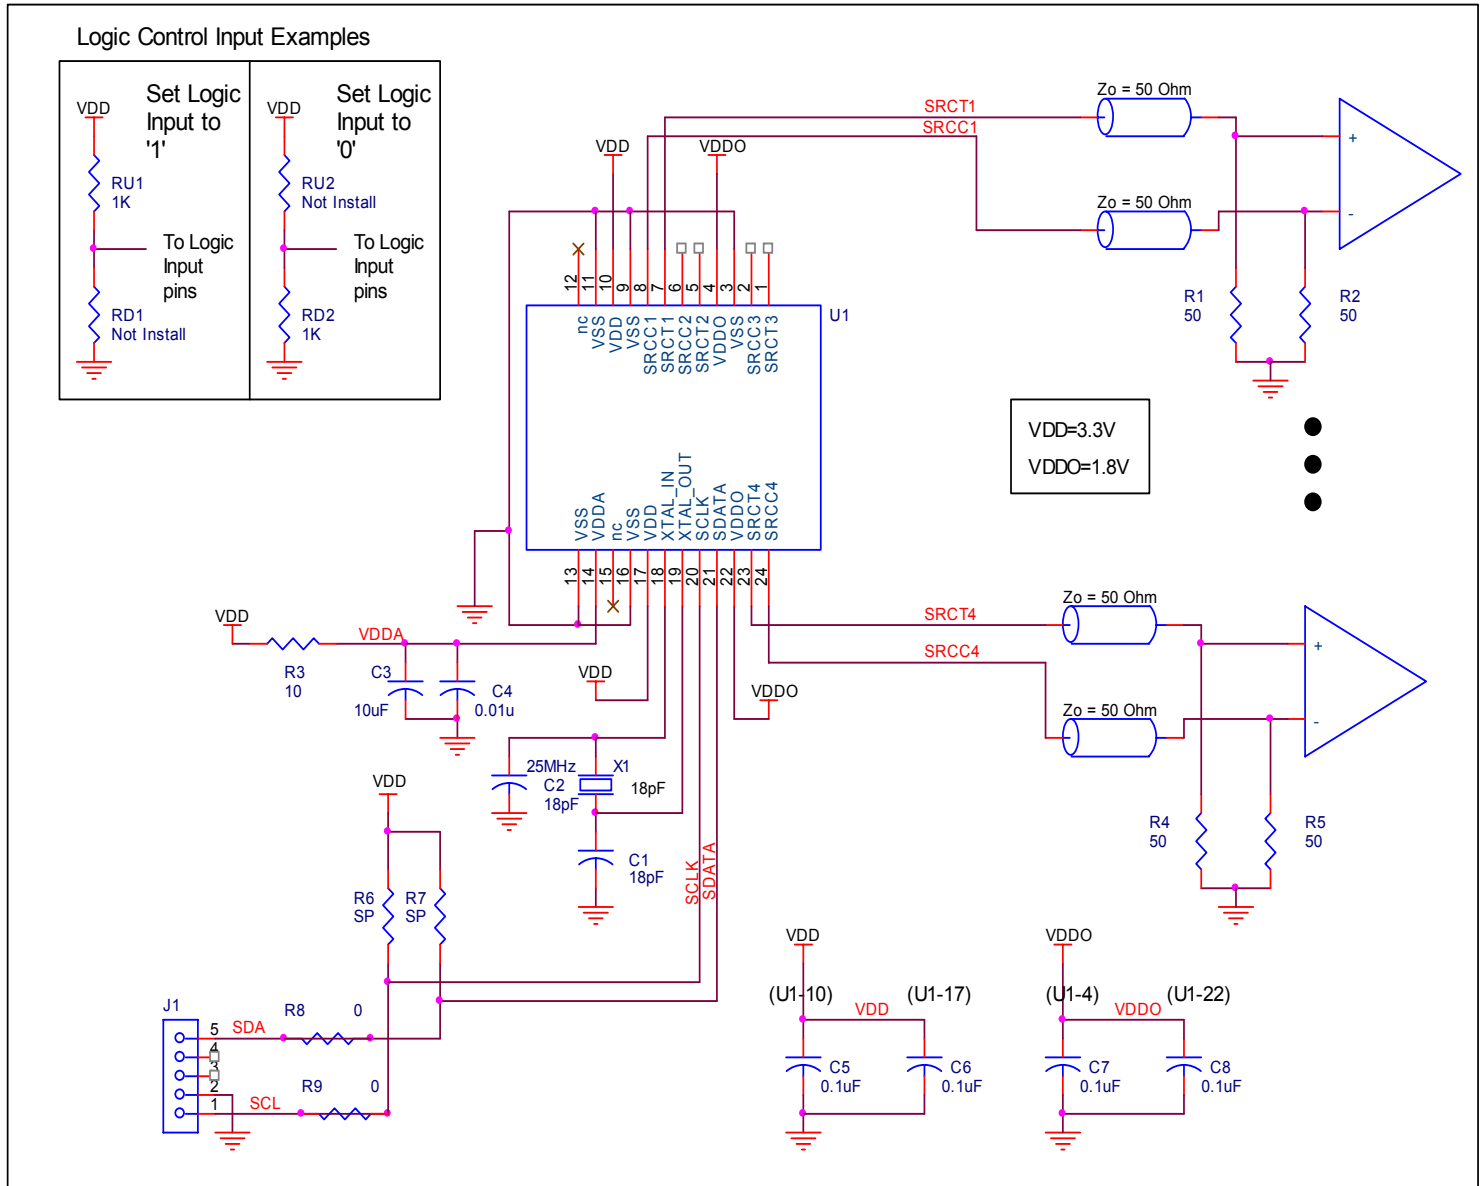 Logic Control Input Examples
VDD
Set Logic
Input to
'1'
RU1
1K
To Logic
Input
pins
RD1
Not Install
VDD
Set Logic
Input to
'0'
RU2
Not Install
To Logic
Input
pins
RD2
1K
VDD
VDDO
SRCT1
SRCC1
Zo = 50 Ohm
Zo = 50 Ohm
+
-
R1
50
R2
50
12
11
10
9
8
7
6
5
4
3
2
1
nc
VSS
VDD
VSS
SRCC1
SRCT1
SRCC2
SRCT2
VDDO
VSS
SRCC3
SRCT3
U1
VDD=3.3V
VDDO=1.8V
VSS
VDDA
nc
VSS
VDD
XTAL_IN
XTAL_OUT
SCLK
SDATA
VDDO
SRCT4
SRCC4
13
14
15
16
17
18
19
20
21
22
23
24
VDD
VDDA
R3
10
C3
10uF
C4
0.01u
VDD
VDDO
SRCT4
SRCC4
Zo = 50 Ohm
Zo = 50 Ohm
+
-
R4
50
R5
50
25MHz
X1
C2
18pF
18pF
C1
18pF
SCLK
SDATA
VDD
R6
SP
R7
SP
J1
5
4
3
2
1
SDA
R8
0
SCL
R9
0
VDD
(U1-10)
(U1-17)
VDD
C5
0.1uF
C6
0.1uF
VDDO
(U1-4)
(U1-22)
VDDO
C7
0.1uF
C8
0.1uF